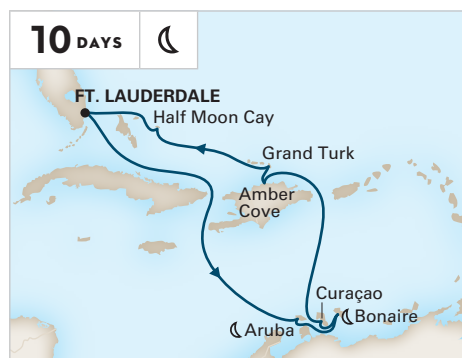 10 DAYS
FT. LAUDERDALE
Half Moon Cay
Grand Turk
Amber
Cove
Curaçao
Bonaire
Aruba